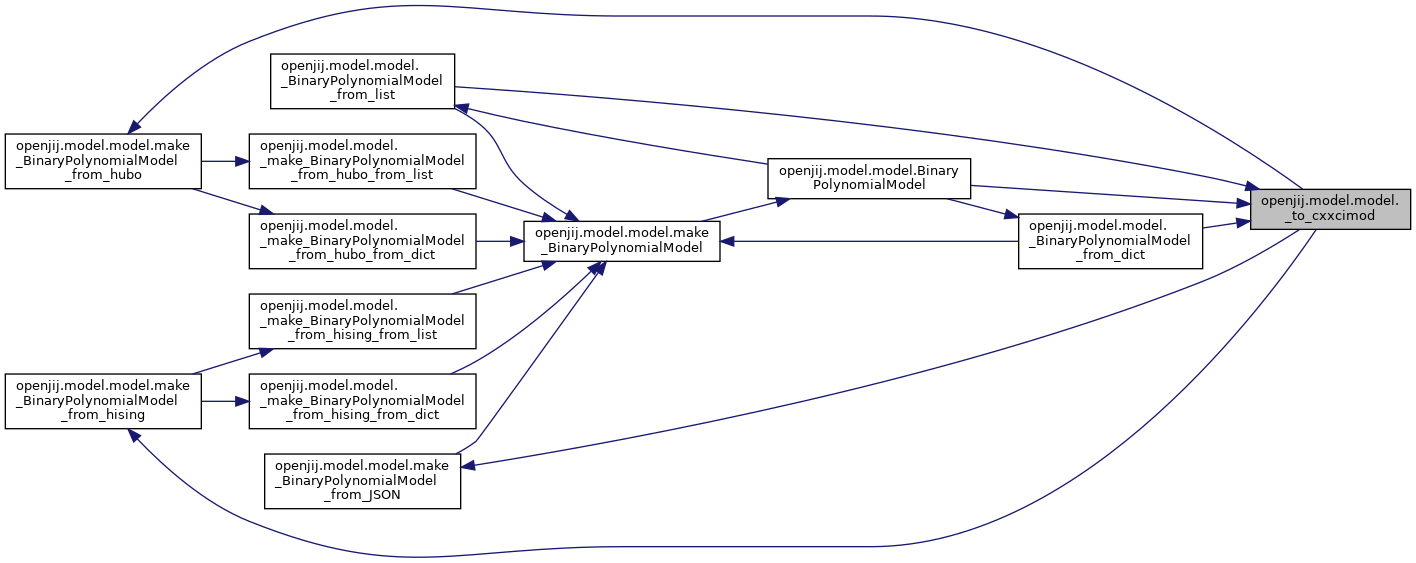 openjij.model.model.
_BinaryPolynomialModel
_from_list
openjij.model.model.make
_BinaryPolynomialModel
_from_hubo
openjij.model.model.
_make_BinaryPolynomialModel
_from_hubo_from_list
openjij.model.model.Binary
PolynomialModel
openjij.model.model.
_to_cxxcimod
openjij.model.model.
_make_BinaryPolynomialModel
_from_hubo_from_dict
openjij.model.model.make
_BinaryPolynomialModel
openjij.model.model.
_BinaryPolynomialModel
_from_dict
openjij.model.model.
_make_BinaryPolynomialModel
_from_hising_from_list
openjij.model.model.make
_BinaryPolynomialModel
_from_hising
openjij.model.model.
_make_BinaryPolynomialModel
_from_hising_from_dict
openjij.model.model.make
_BinaryPolynomialModel
_from_JSON